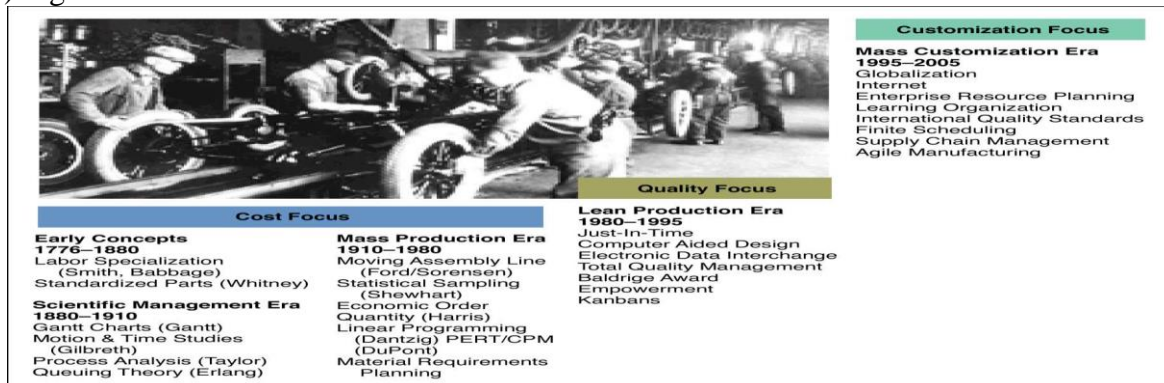 Cost Focus
Early Concepts
1776–1880
Labor Specialization
(Smith, Babbage)
Standardized Parts (Whitney)
Scientific Management Era
1880–1910
Gantt Charts (Gantt)
Motion & Time Studies
(Gilbreth)
Process Analysis (Taylor)
Queuing Theory (Erlang)
Mass Production Era
1910–1980
Moving Assembly Line
(Ford/Sorensen)
Statistical Sampling
(Shewhart)
Economic Order
Quantity (Harris)
Linear Programming
(Dantzig) PERT/CPM
(DuPont)
Material Requirements
Planning
Quality Focus
Lean Production Era
1980–1995
Just-In-Time
Computer Aided Design
Electronic Data Interchange
Total Quality Management
Baldrige Award
Empowerment
Kanbans
Customization Focus
Mass Customization Era
1995–2005
Globalization
Internet
Enterprise Resource Planning
Learning Organization
International Quality Standards
Finite Scheduling
Supply Chain Management
Agile Manufacturing